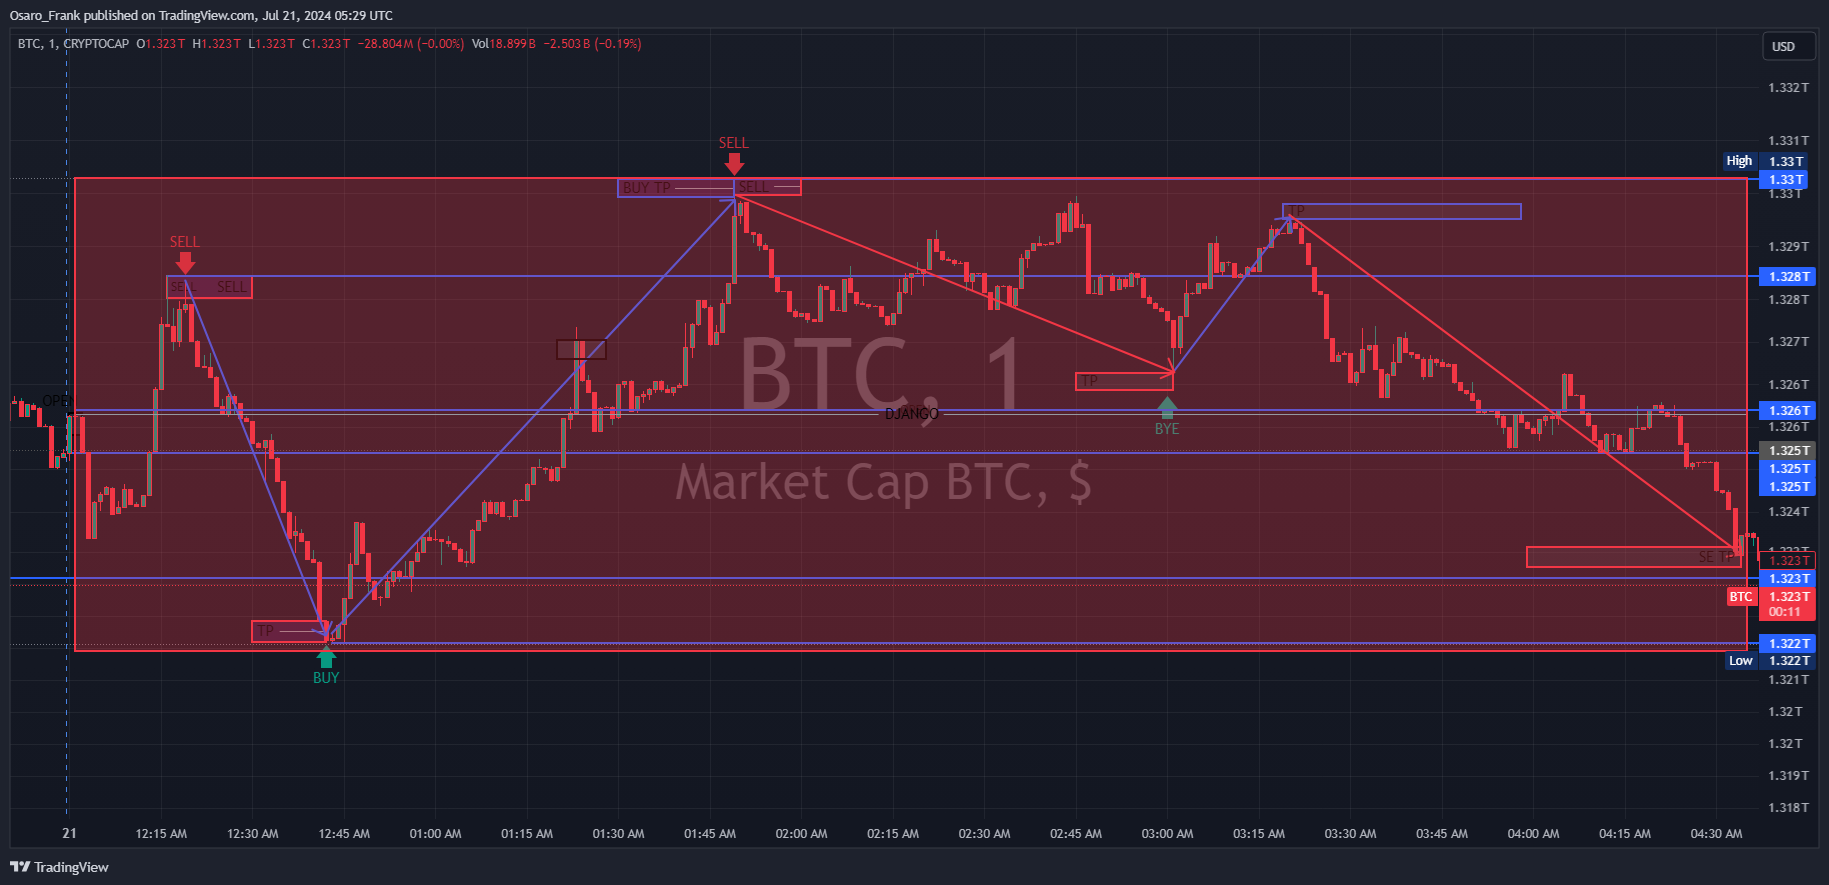 Osaro_Frank published on TradingView.com, Jul 21, 2024 05:29 UTC
BTC, 1, CRYPTOCAP O1.323T H1.323T L1.323T C1.323T −28.804M (−0.00%) Vol18.899B −2.503B (−0.19%)
USD
1.332T
1.331T
High 1.33T
1.33T
1.33T
1.329T
1.328T
1.328T
1.327T
1.326T
1.326T
1.326T
1.325T
1.325T
1.325T
1.324T
1.323T
1.323T
BTC 1.323T
00:11
1.322T
Low 1.322T
1.321T
1.32T
1.32T
1.319T
1.318T
SELL
BUY TP
SELL
SELL
SELL
SELL
TP
OPEN
BTC, 1
TP
DJANGO
BYE
Market Cap BTC, $
SE TP
TP
BUY
21
12:15 AM
12:30 AM
12:45 AM
01:00 AM
01:15 AM
01:30 AM
01:45 AM
02:00 AM
02:15 AM
02:30 AM
02:45 AM
03:00 AM
03:15 AM
03:30 AM
03:45 AM
04:00 AM
04:15 AM
04:30 AM
TradingView